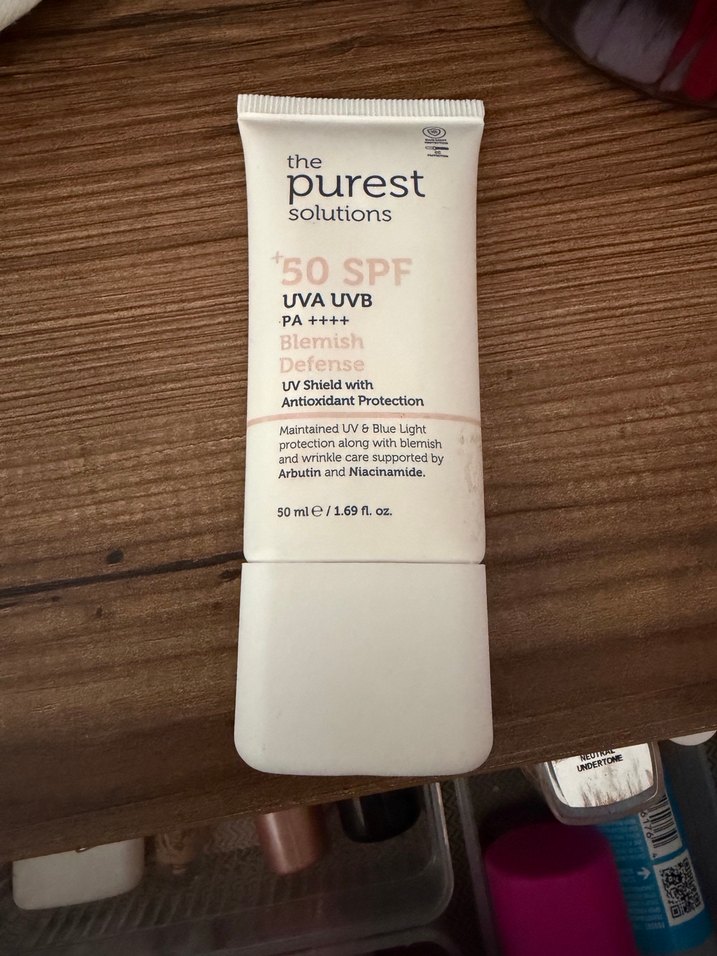 the
purest
solutions
+50 SPF
UVA UVB
PA ++++
Blemish
Defense
UV Shield with
Antioxidant Protection
Maintained UV & Blue Light
protection along with blemish
and wrinkle care supported by
Arbutin and Niacinamide.
50 ml ℮ / 1.69 fl. oz.
NEUTRAL
UNDERTONE